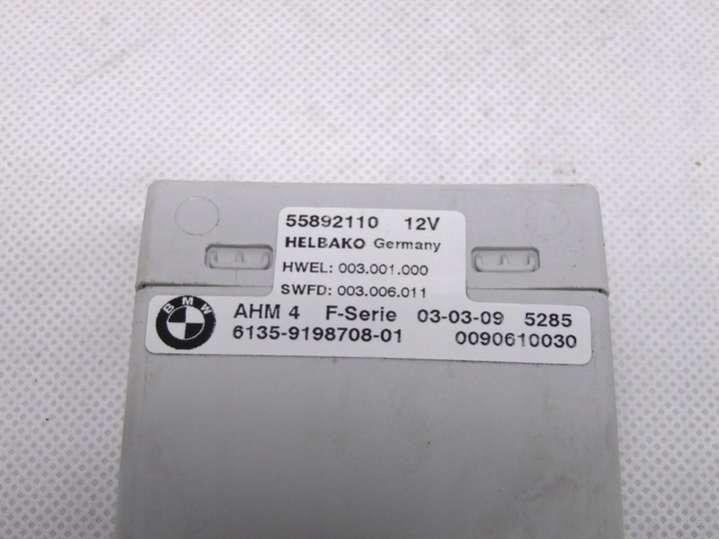 55892110 12V
HELBAKO Germany
HWEL: 003.001.000
SWFD: 003.006.011
BMW
AHM 4 F-Serie 03-03-09 5285
6135-9198708-01 0090610030